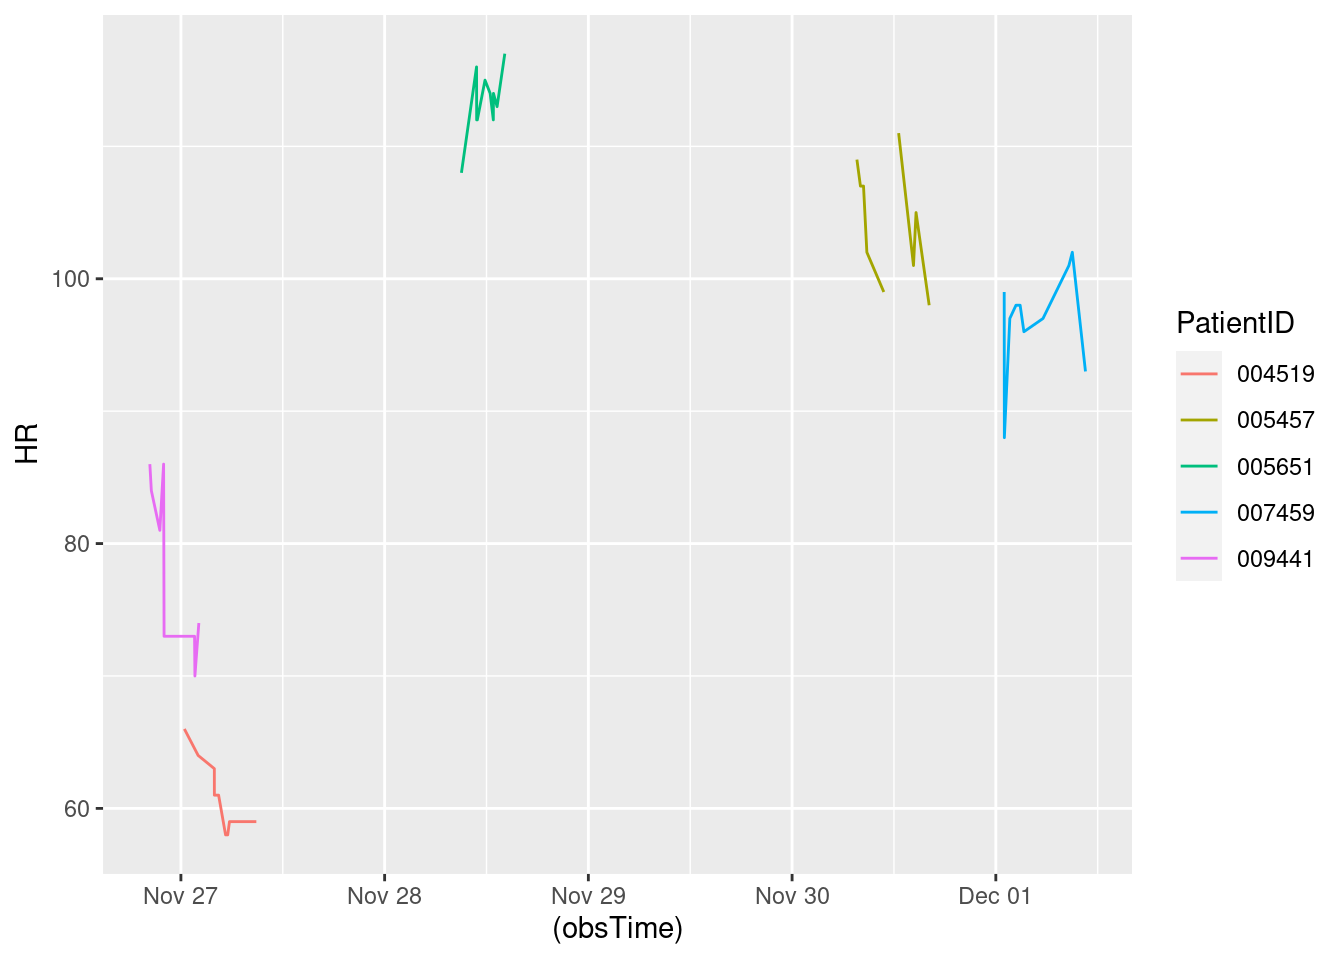 HR
100
80
60
Nov 27
Nov 28
Nov 29
Nov 30
Dec 01
(obsTime)
PatientID
004519
005457
005651
007459
009441